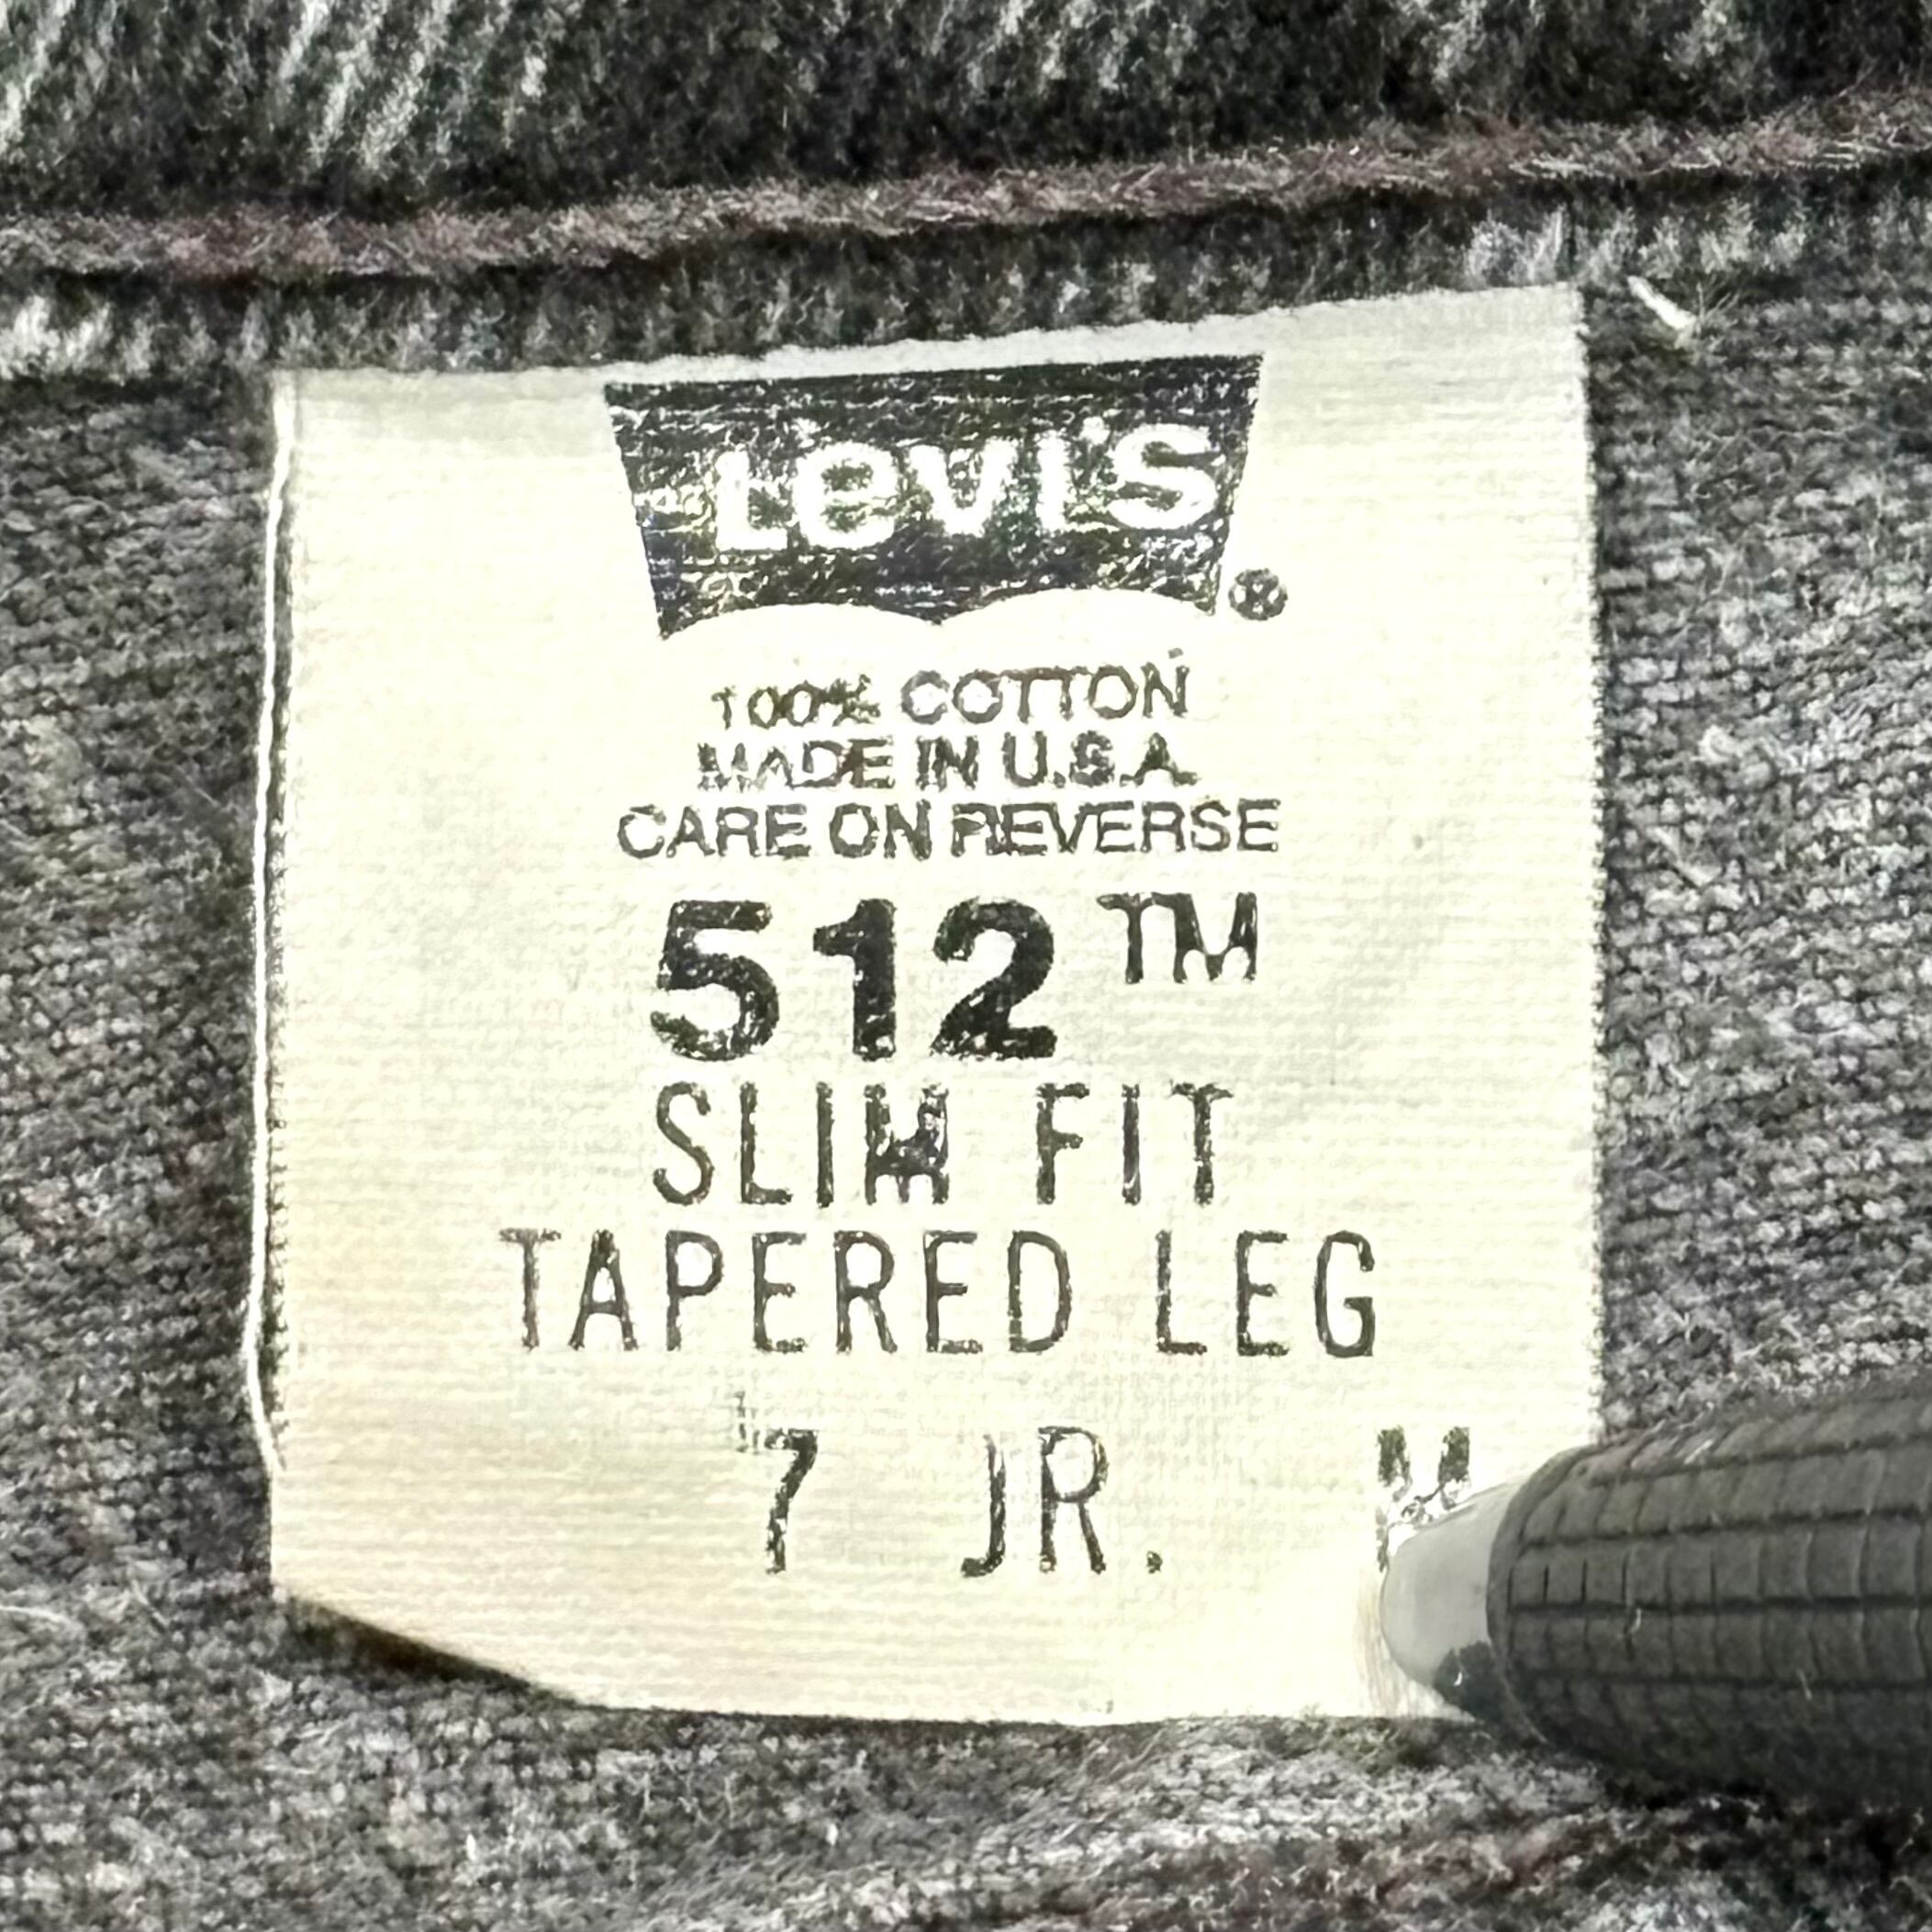 Levi's®
100% COTTON
MADE IN U.S.A.
CARE ON REVERSE
512™
SLIM FIT
TAPERED LEG
7 JR. M